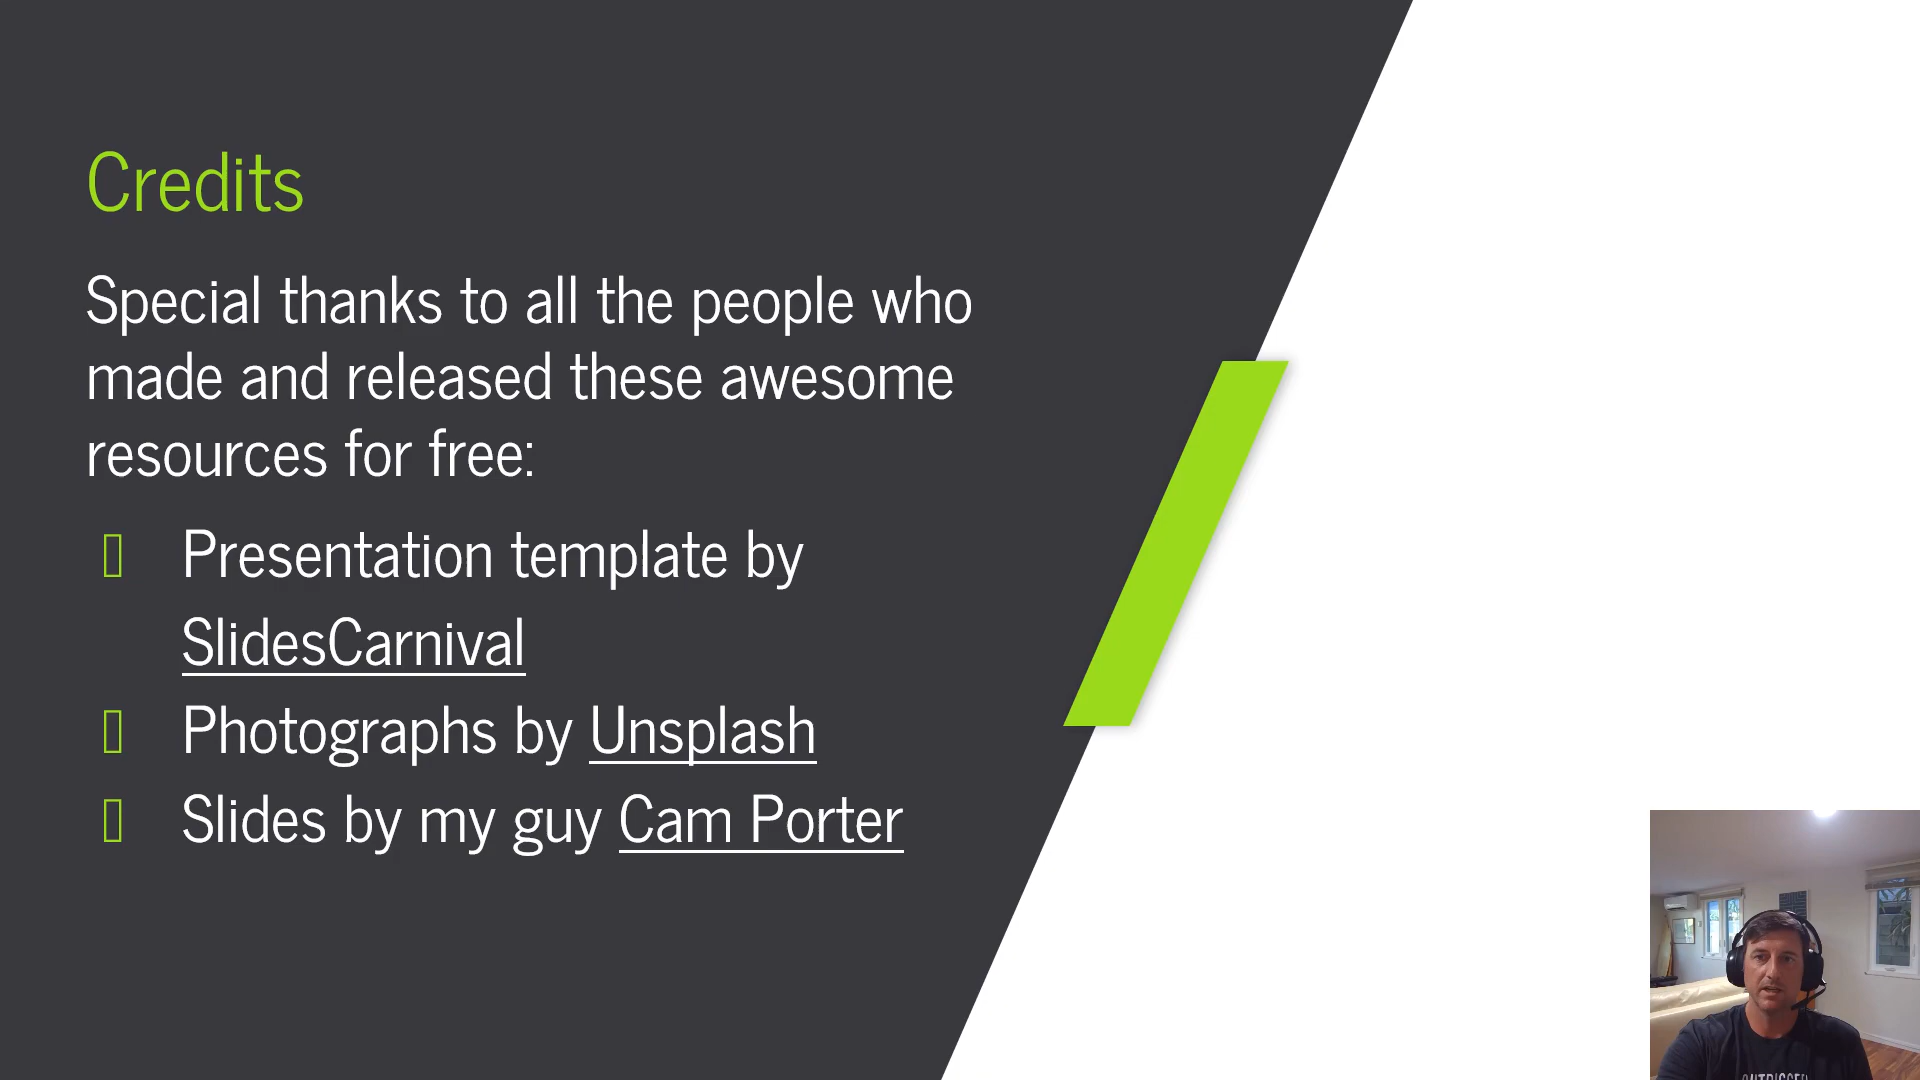 Credits
Special thanks to all the people who
made and released these awesome
resources for free:
Presentation template by
SlidesCarnival
Photographs by Unsplash
Slides by my guy Cam Porter